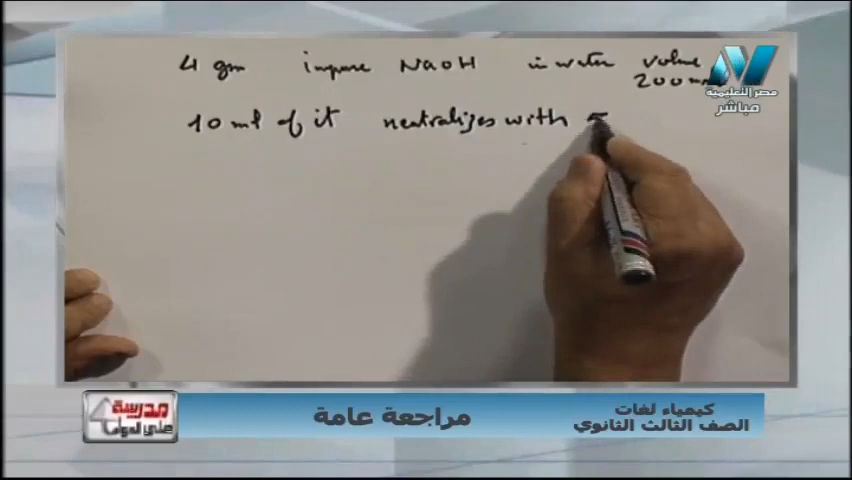 4 gm impure NaOH in water volume
200 m
10 ml of it neutralizes with 5
مصر التعليمية
مباشر
مدرسة
على الهواء
مراجعة عامة
كيمياء لغات
الصف الثالث الثانوي